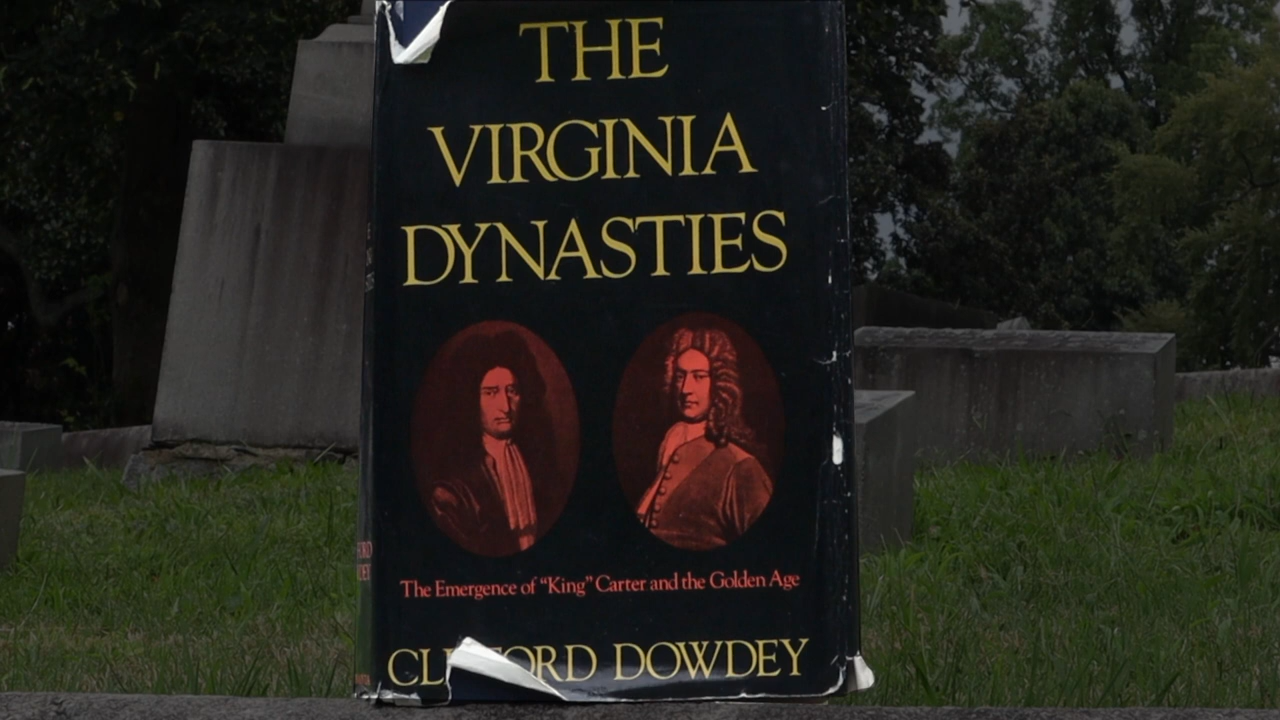 THE
VIRGINIA
DYNASTIES
The Emergence of "King" Carter and the Golden Age
DOWDEY